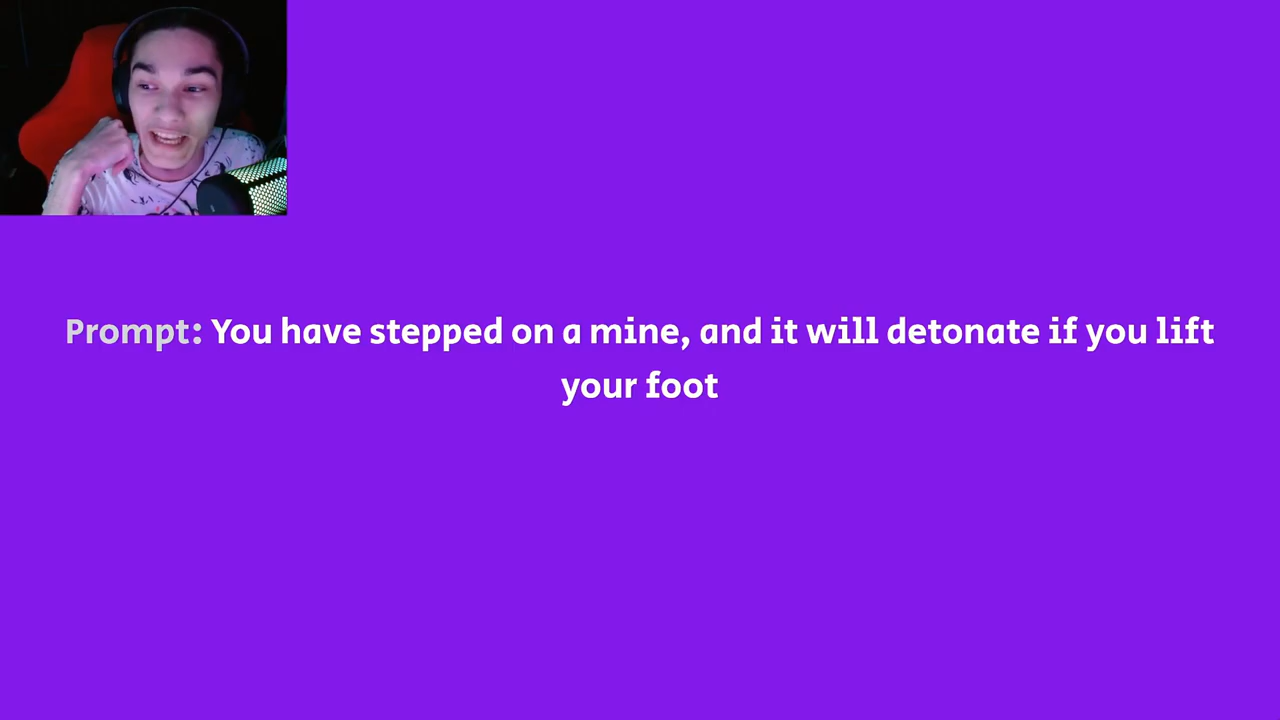 Prompt: You have stepped on a mine, and it will detonate if you lift
your foot